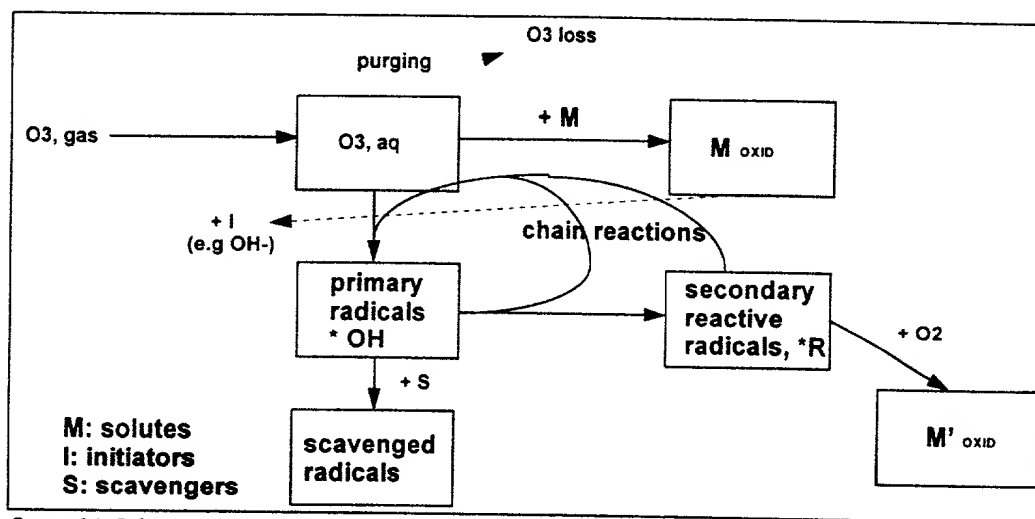 O3 loss
purging
O3, gas
O3, aq
+ M
M OXID
+ I
(e.g OH-)
chain reactions
primary
radicals
* OH
secondary
reactive
radicals, *R
+ O2
+ S
M' OXID
scavenged
radicals
M: solutes
I: initiators
S: scavengers